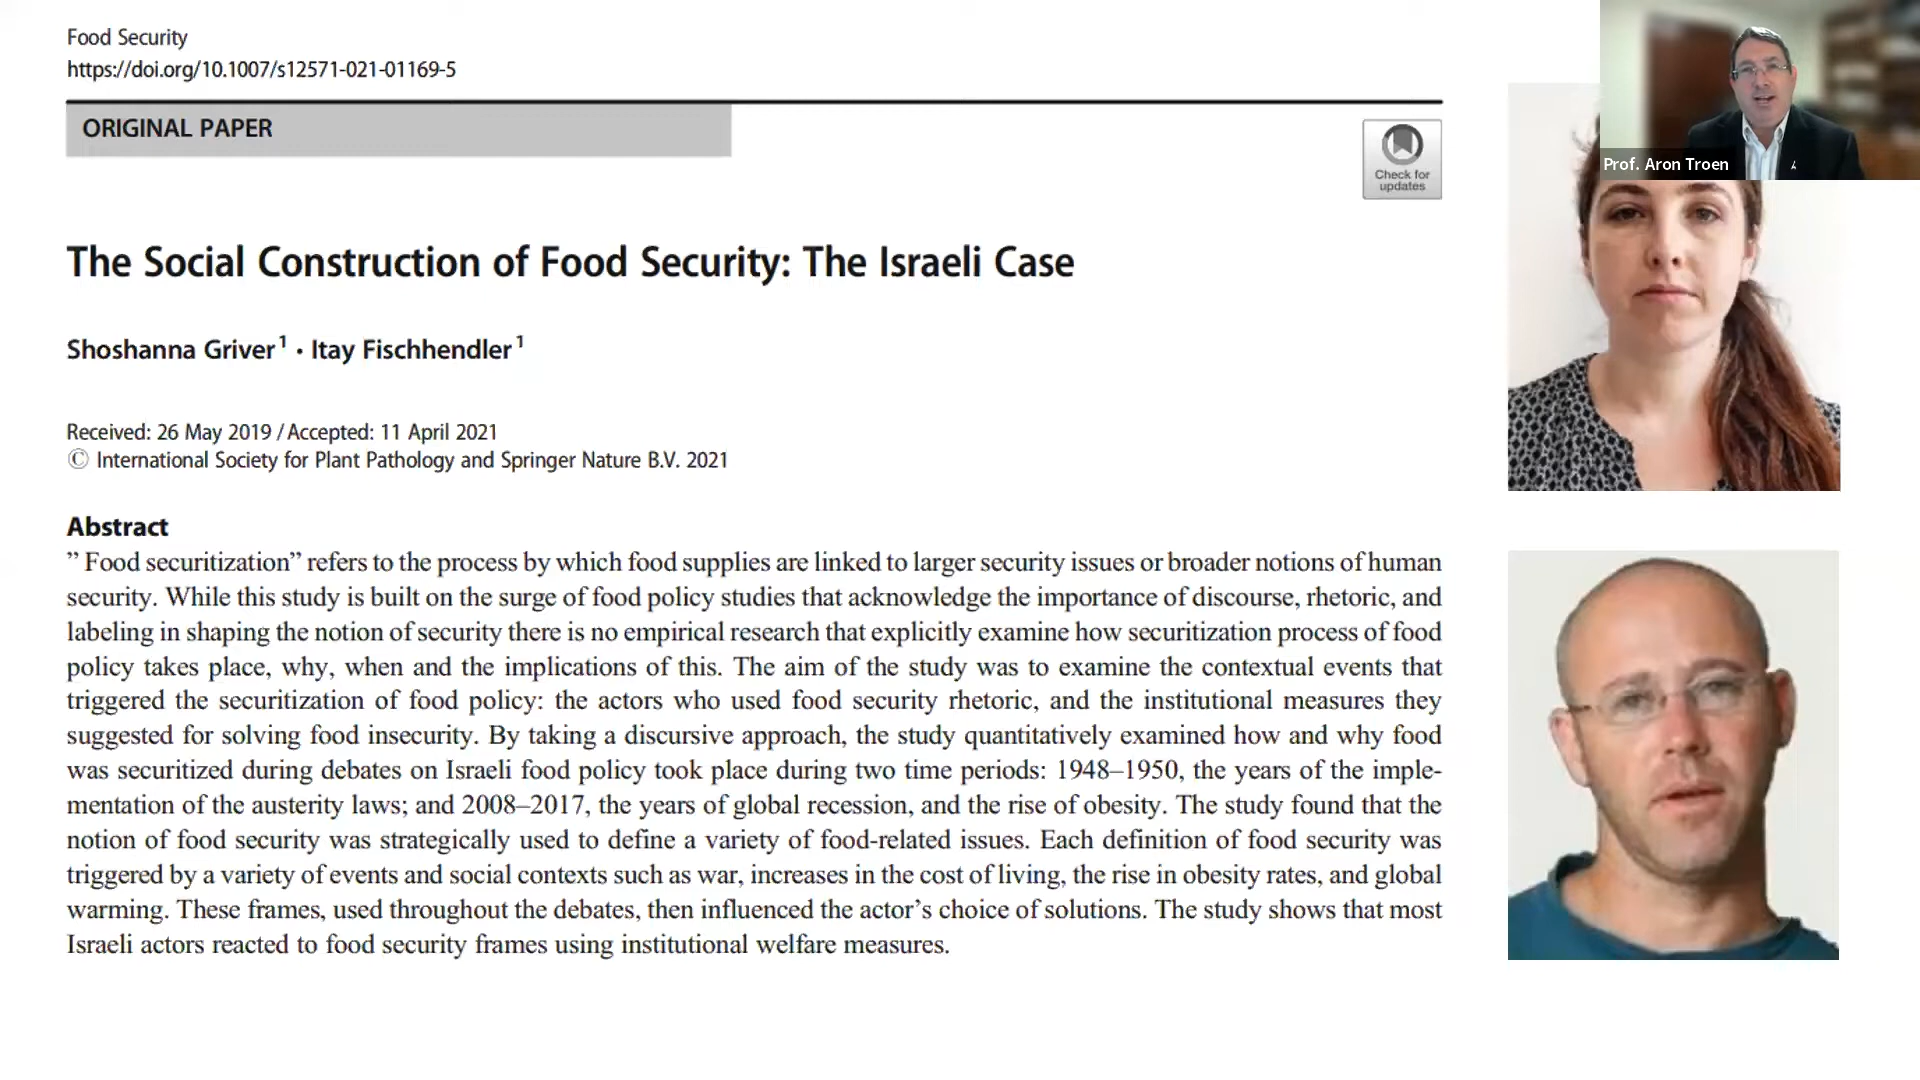 Food Security
https://doi.org/10.1007/s12571-021-01169-5
ORIGINAL PAPER
Check for
updates
The Social Construction of Food Security: The Israeli Case
Shoshanna Griver 1 · Itay Fischhendler 1
Received: 26 May 2019 / Accepted: 11 April 2021
© International Society for Plant Pathology and Springer Nature B.V. 2021
Abstract
” Food securitization” refers to the process by which food supplies are linked to larger security issues or broader notions of human
security. While this study is built on the surge of food policy studies that acknowledge the importance of discourse, rhetoric, and
labeling in shaping the notion of security there is no empirical research that explicitly examine how securitization process of food
policy takes place, why, when and the implications of this. The aim of the study was to examine the contextual events that
triggered the securitization of food policy: the actors who used food security rhetoric, and the institutional measures they
suggested for solving food insecurity. By taking a discursive approach, the study quantitatively examined how and why food
was securitized during debates on Israeli food policy took place during two time periods: 1948–1950, the years of the imple-
mentation of the austerity laws; and 2008–2017, the years of global recession, and the rise of obesity. The study found that the
notion of food security was strategically used to define a variety of food-related issues. Each definition of food security was
triggered by a variety of events and social contexts such as war, increases in the cost of living, the rise in obesity rates, and global
warming. These frames, used throughout the debates, then influenced the actor’s choice of solutions. The study shows that most
Israeli actors reacted to food security frames using institutional welfare measures.
Prof. Aron Troen